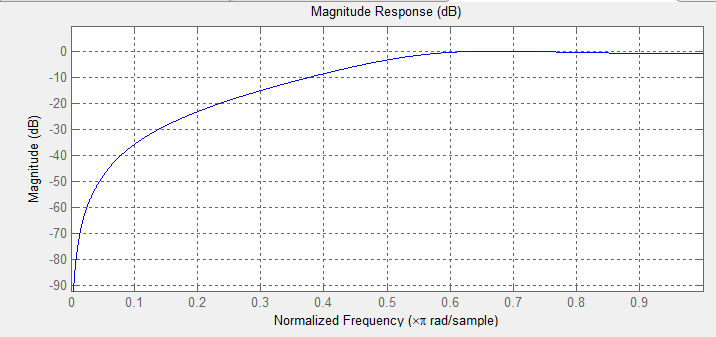 Magnitude Response (dB)
0
-10
-20
-30
-40
-50
-60
-70
-80
-90
Magnitude (dB)
0 0.1 0.2 0.3 0.4 0.5 0.6 0.7 0.8 0.9
Normalized Frequency (×π rad/sample)